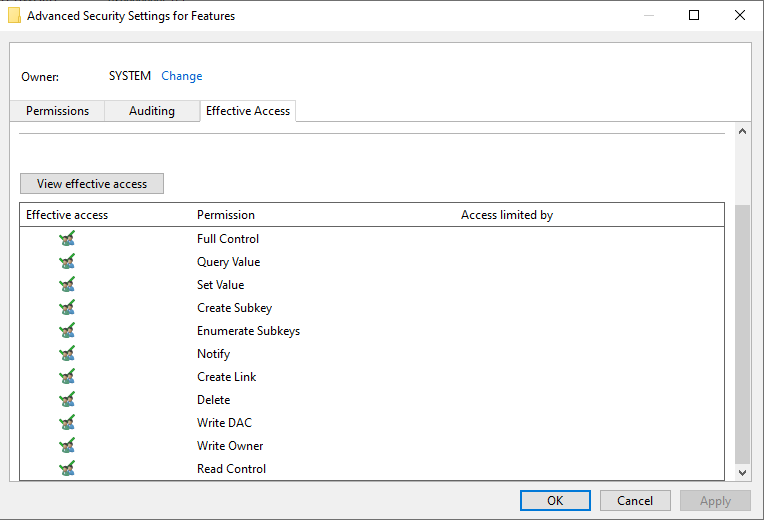 Advanced Security Settings for Features
Owner: SYSTEM Change
Permissions Auditing Effective Access
View effective access
Effective access Permission Access limited by
Full Control
Query Value
Set Value
Create Subkey
Enumerate Subkeys
Notify
Create Link
Delete
Write DAC
Write Owner
Read Control
OK Cancel Apply